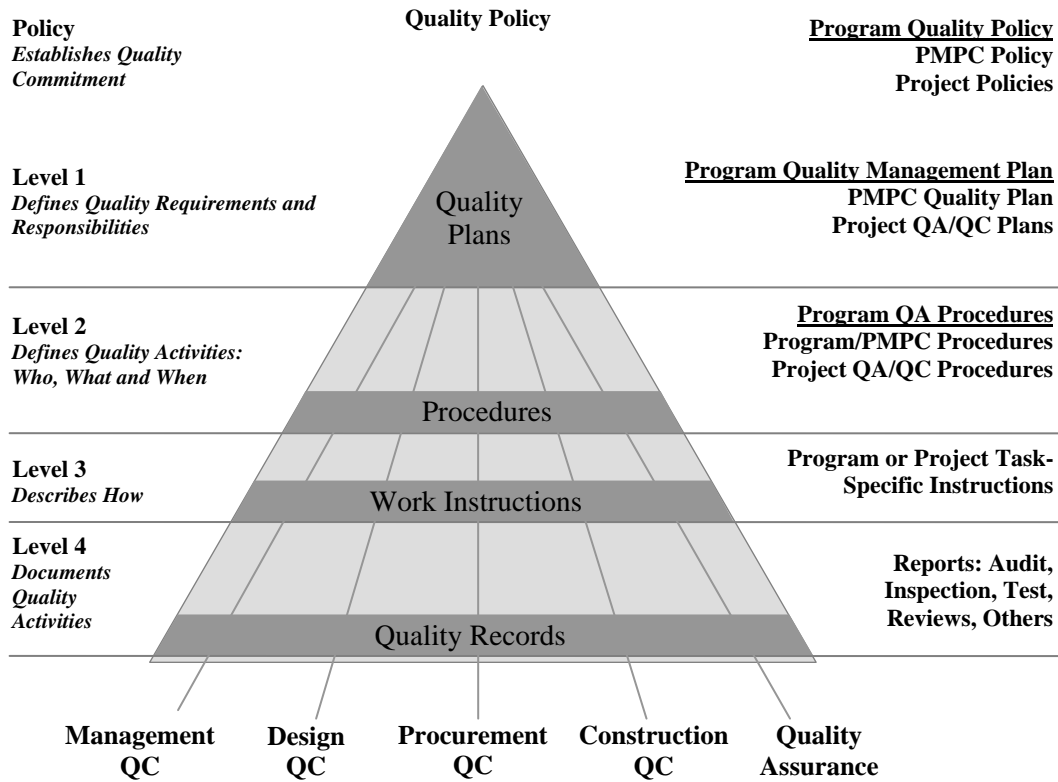 Quality Policy
Policy
Establishes Quality
Commitment
Program Quality Policy
PMPC Policy
Project Policies
Level 1
Defines Quality Requirements and
Responsibilities
Quality
Plans
Program Quality Management Plan
PMPC Quality Plan
Project QA/QC Plans
Level 2
Defines Quality Activities:
Who, What and When
Procedures
Program QA Procedures
Program/PMPC Procedures
Project QA/QC Procedures
Level 3
Describes How
Work Instructions
Program or Project Task-
Specific Instructions
Level 4
Documents
Quality
Activities
Quality Records
Reports: Audit,
Inspection, Test,
Reviews, Others
Management
QC
Design
QC
Procurement
QC
Construction
QC
Quality
Assurance